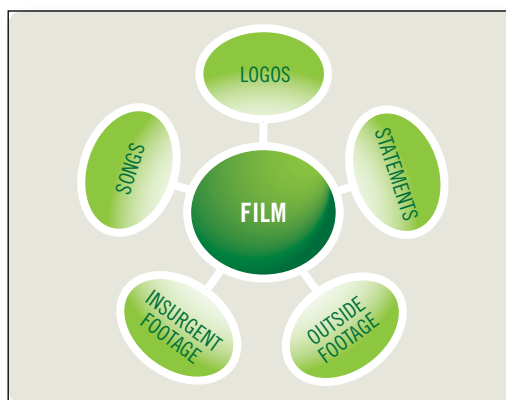 LOGOS
SONGS
STATEMENTS
FILM
INSURGENT
FOOTAGE
OUTSIDE
FOOTAGE